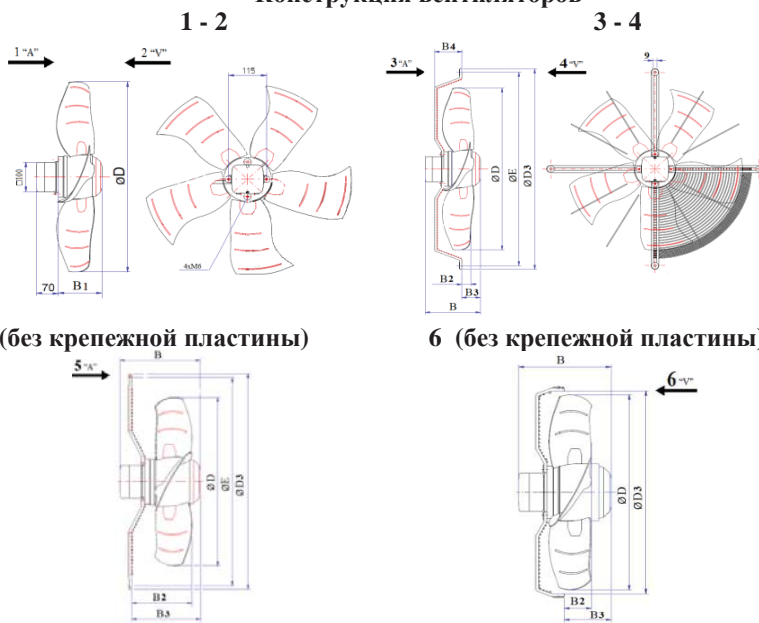 Конструкция вентиляторов
1 - 2
3 - 4
1 "A"
2 "V"
115
□100
ØD
4xM6
70
B1
B4
3 "A"
4 "V"
9
ØD
ØE
ØD3
B2
B3
B
(без крепежной пластины)
6 (без крепежной пластины)
B
5 "A"
ØD
ØE
ØD3
B2
B3
B
6 "V"
ØD
ØD3
B2
B3